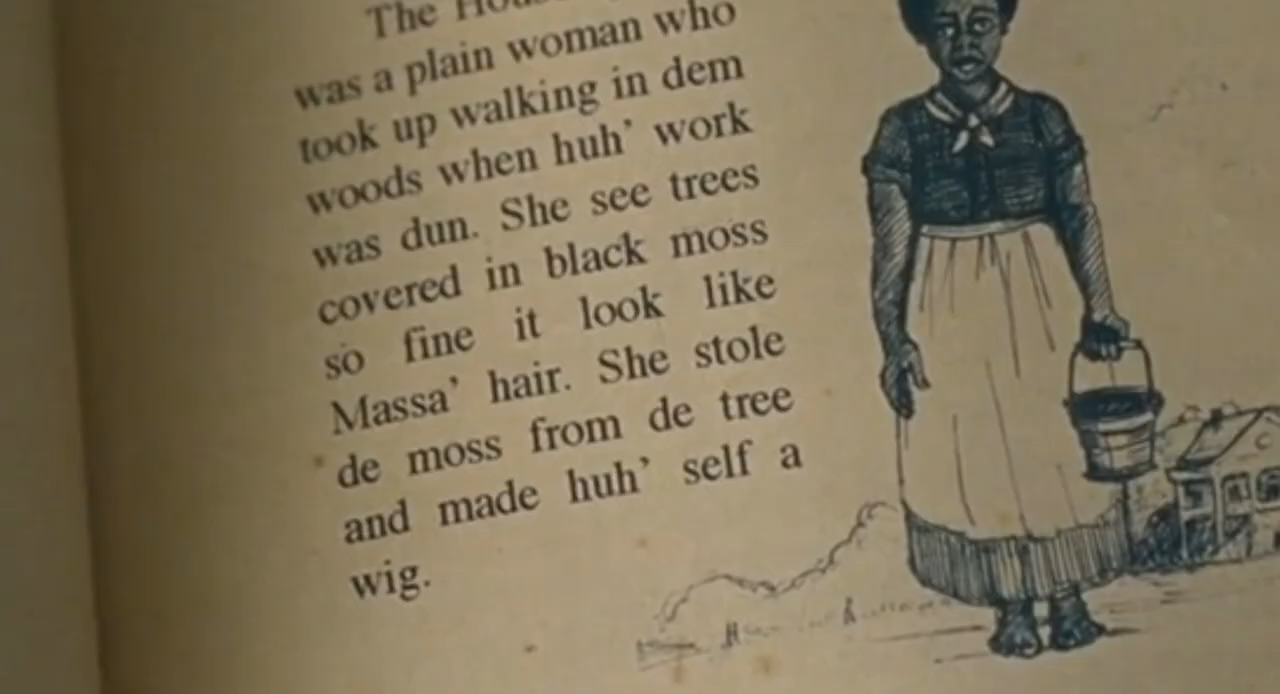 The
was a plain woman who
took up walking in dem
woods when huh’ work
was dun. She see trees
covered in black moss
so fine it look like
Massa’ hair. She stole
de moss from de tree
and made huh’ self a
wig.